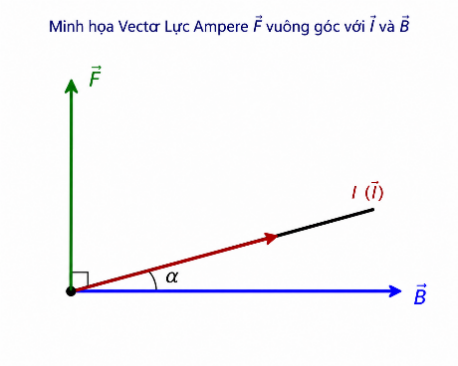 Minh họa Vectơ Lực Ampere F⃗ vuông góc với l⃗ và B⃗
F⃗
I (l⃗)
α
B⃗